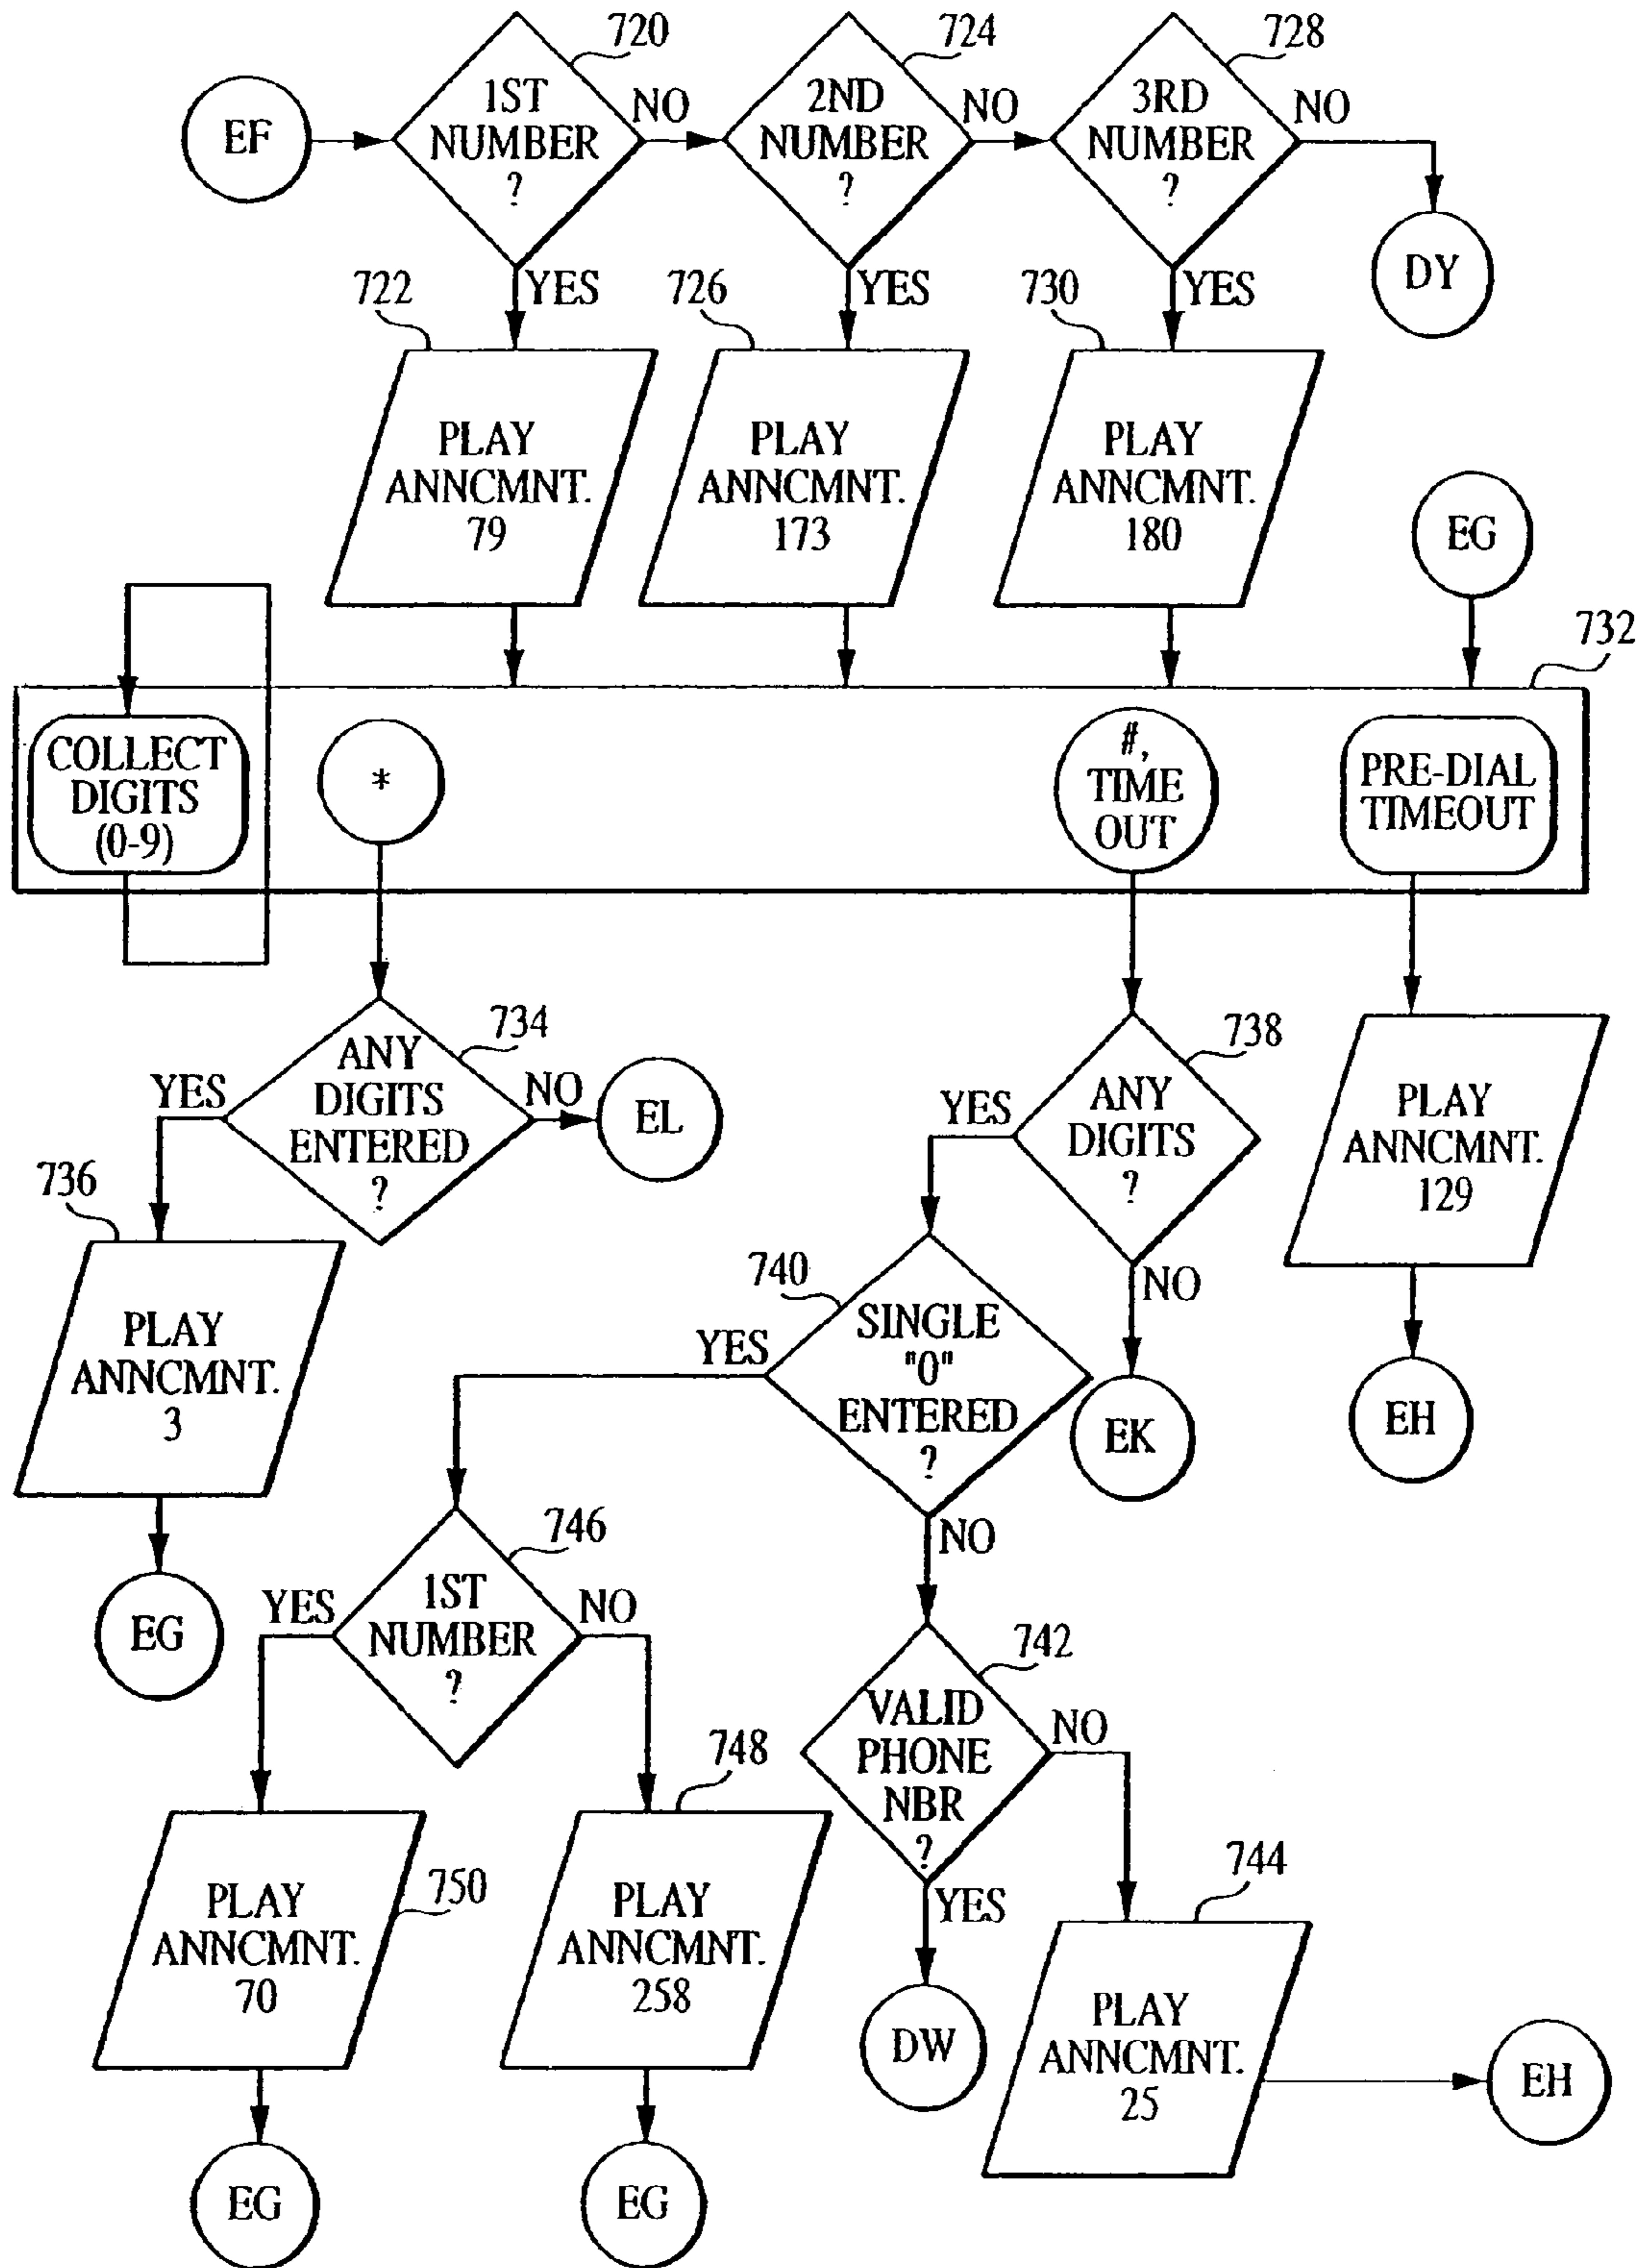 720
724
728
EF
1ST
NUMBER
?
NO
2ND
NUMBER
?
NO
3RD
NUMBER
?
NO
DY
722
YES
726
YES
730
YES
PLAY
ANNCMNT.
79
PLAY
ANNCMNT.
173
PLAY
ANNCMNT.
180
EG
732
COLLECT
DIGITS
(0-9)
*
#,
TIME
OUT
PRE-DIAL
TIMEOUT
734
ANY
DIGITS
ENTERED
?
YES
NO
EL
738
ANY
DIGITS
?
YES
NO
EK
PLAY
ANNCMNT.
129
EH
736
PLAY
ANNCMNT.
3
EG
740
SINGLE
"0"
ENTERED
?
YES
NO
746
1ST
NUMBER
?
YES
NO
742
VALID
PHONE
NBR
?
NO
YES
DW
750
PLAY
ANNCMNT.
70
EG
748
PLAY
ANNCMNT.
258
EG
744
PLAY
ANNCMNT.
25
EH